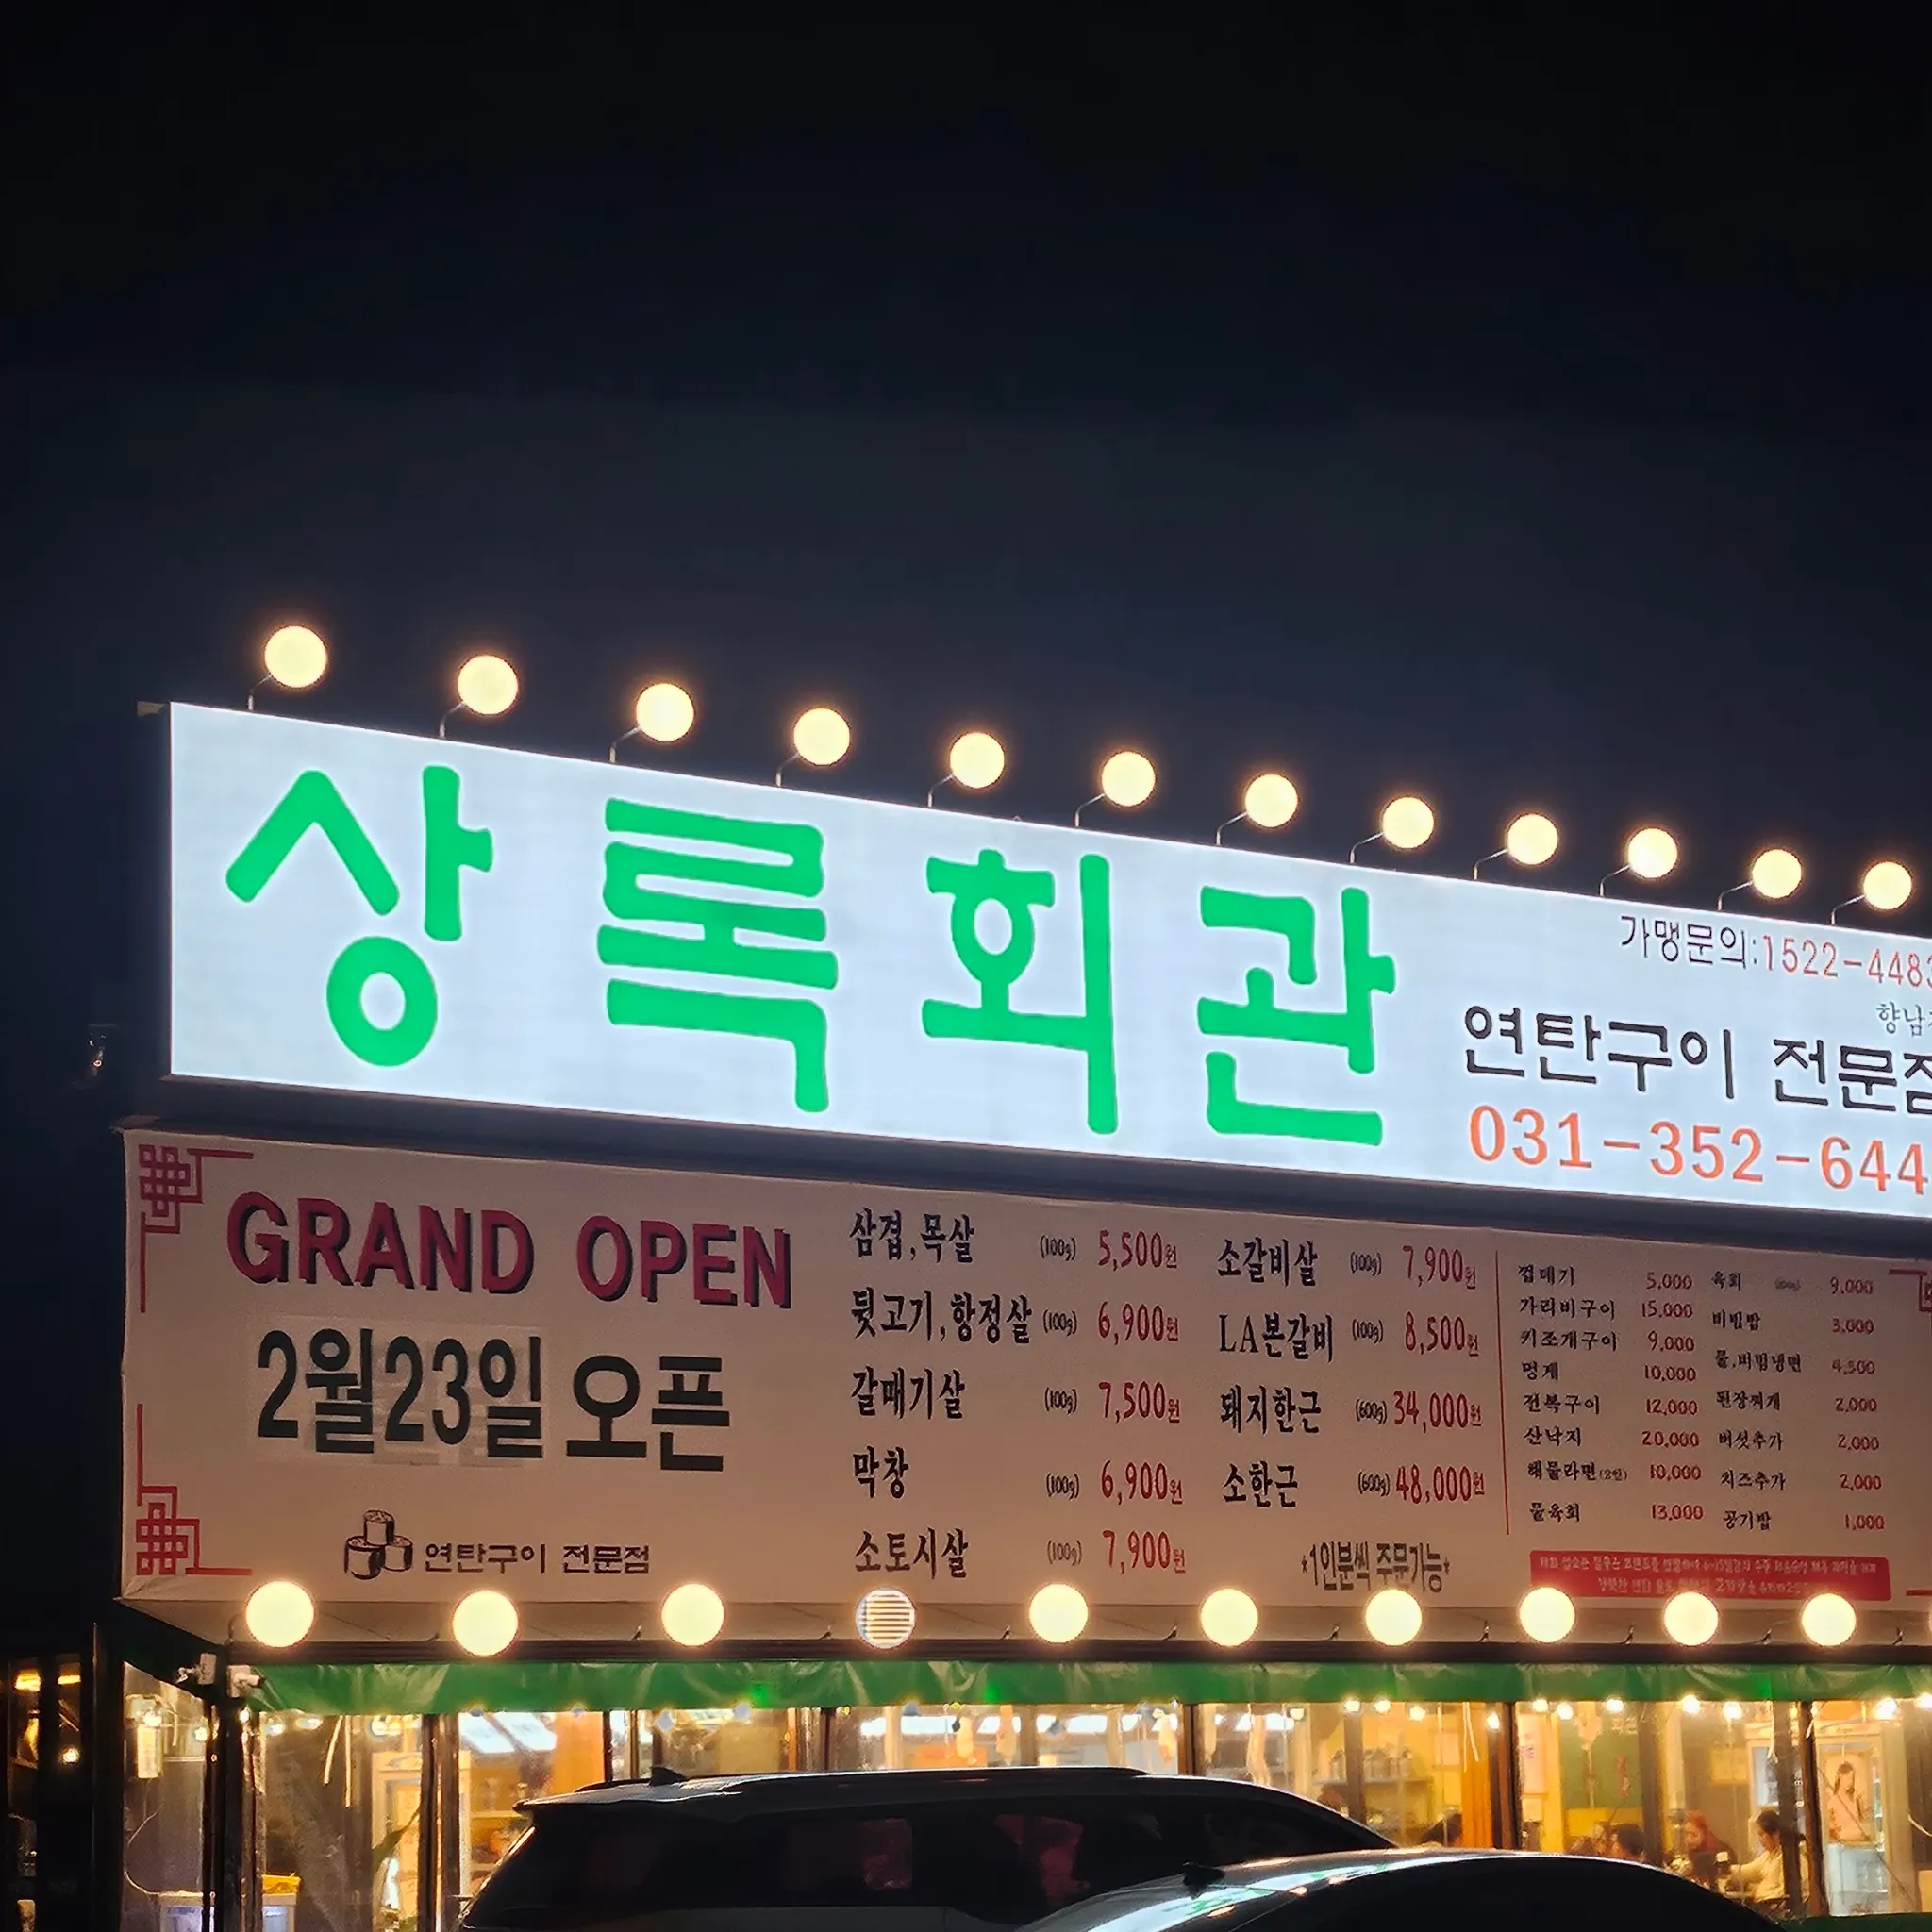 상록회관
가맹문의:1522-4483
향남
연탄구이 전문점
031-352-644
GRAND OPEN
2월23일 오픈
연탄구이 전문점
삼겹,목살 (100g) 5,500원
뒷고기,항정살 (100g) 6,900원
갈매기살 (100g) 7,500원
막창 (100g) 6,900원
소토시살 (100g) 7,900원
소갈비살 (100g) 7,900원
LA본갈비 (100g) 8,500원
돼지한근 (600g) 34,000원
소한근 (600g) 48,000원
*1인분씩 주문가능*
껍데기 5,000
가리비구이 15,000
키조개구이 9,000
멍게 10,000
전복구이 12,000
산낙지 20,000
해물라면(2인) 10,000
물육회 13,000
육회 9,000
비빔밥 3,000
물,비빔냉면 4,500
된장찌개 2,000
버섯추가 2,000
치즈추가 2,000
공기밥 1,000